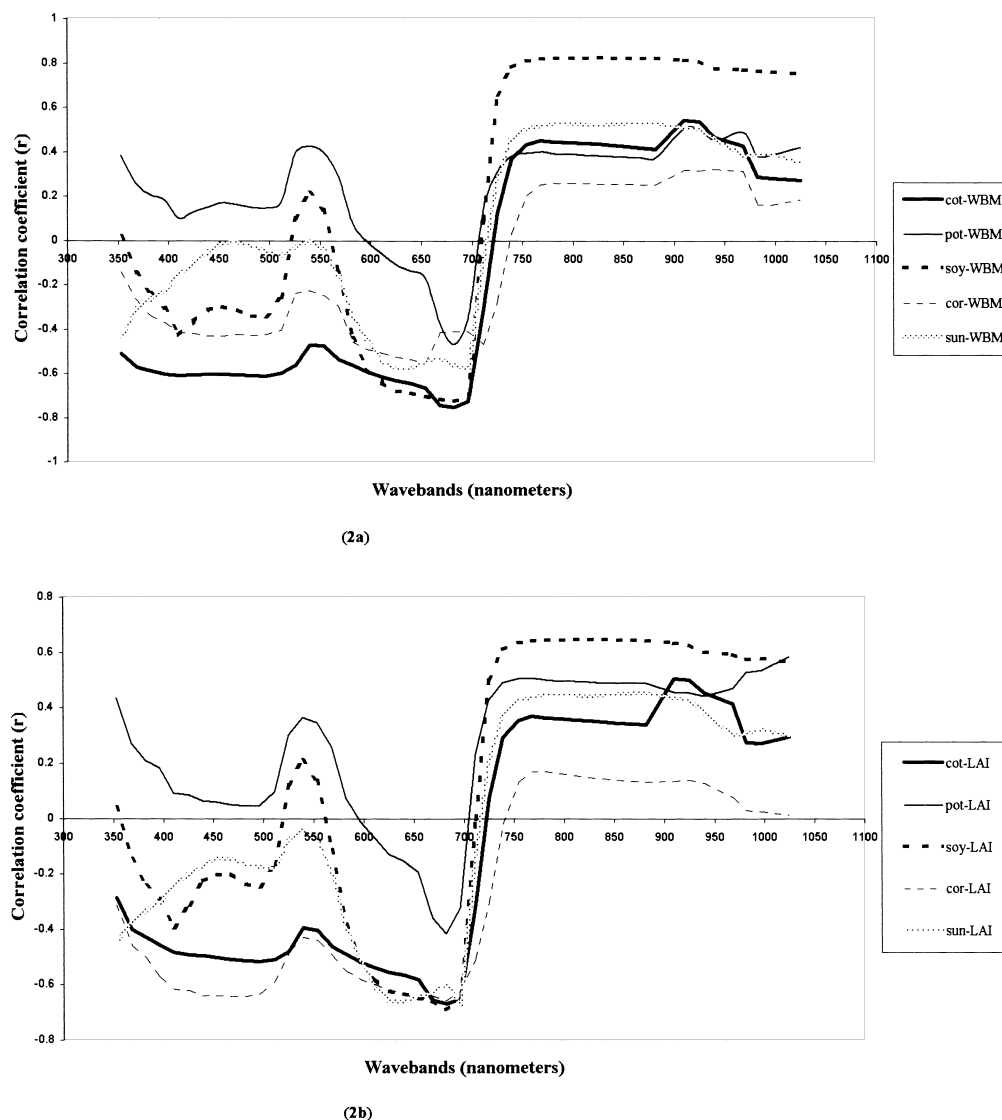 1
0.8
0.6
0.4
0.2
0
-0.2
-0.4
-0.6
-0.8
-1
300 350 400 450 500 550 600 650 700 750 800 850 900 950 1000 1050 1100
Correlation coefficient (r)
Wavebands (nanometers)
cot-WBM
pot-WBM
soy-WBM
cor-WBM
sun-WBM
(2a)
0.8
0.6
0.4
0.2
0
-0.2
-0.4
-0.6
-0.8
300 350 400 450 500 550 600 650 700 750 800 850 900 950 1000 1050 1100
Correlation coefficient (r)
Wavebands (nanometers)
cot-LAI
pot-LAI
soy-LAI
cor-LAI
sun-LAI
(2b)